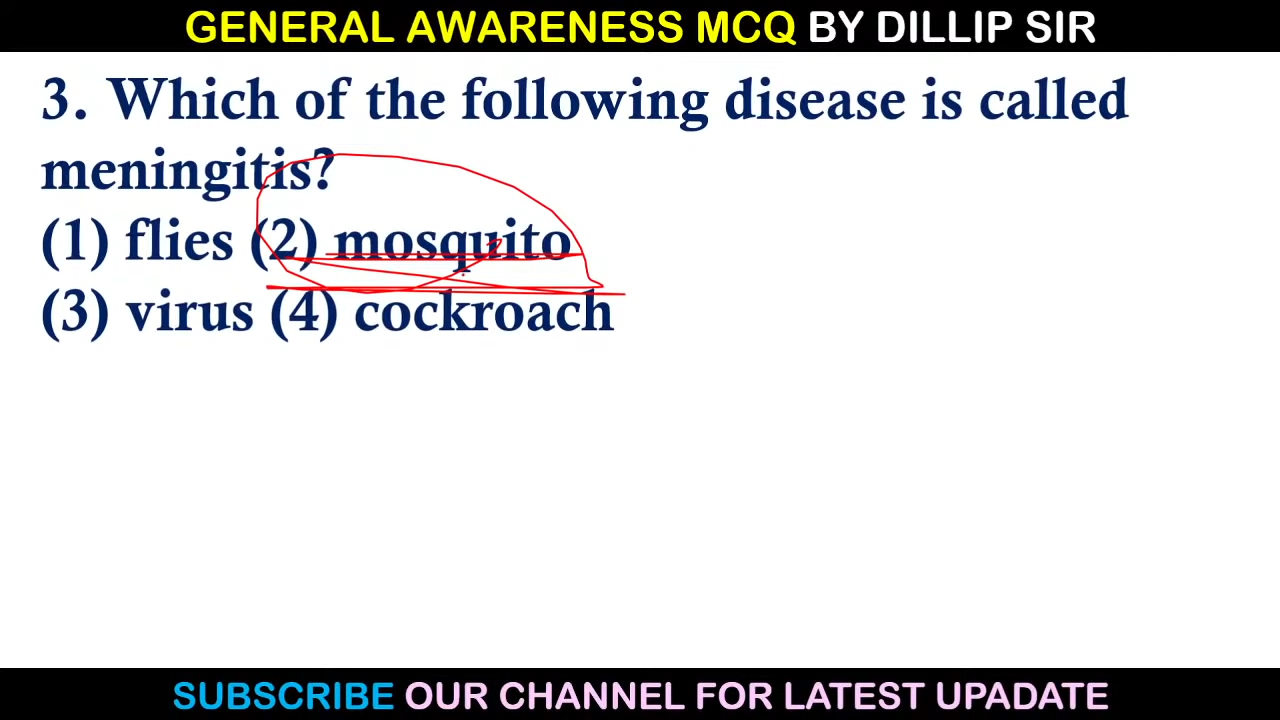 GENERAL AWARENESS MCQ BY DILLIP SIR
3. Which of the following disease is called
meningitis?
(1) flies (2) mosquito
(3) virus (4) cockroach
SUBSCRIBE OUR CHANNEL FOR LATEST UPADATE